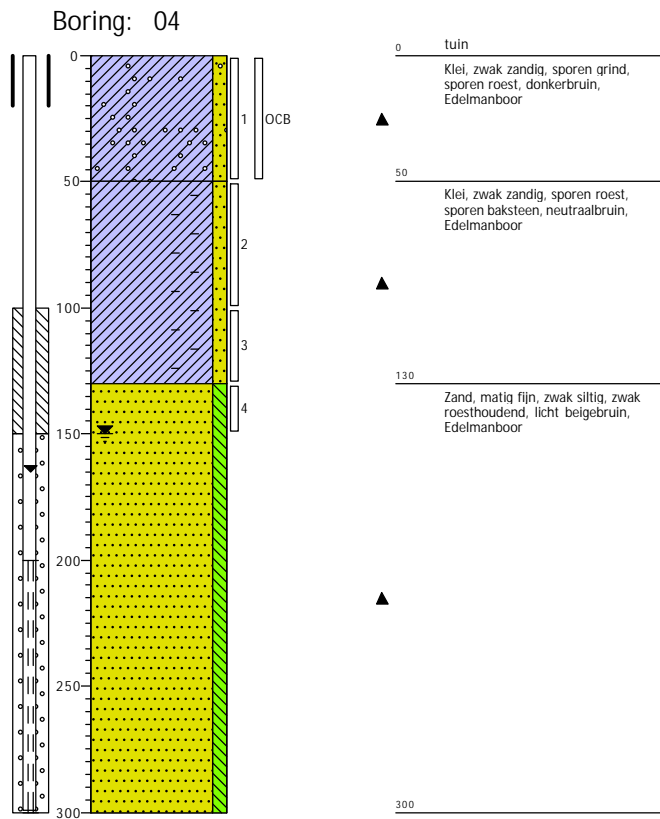 Boring: 04
0
50
100
150
200
250
300
1
OCB
2
3
4
0
tuin
Klei, zwak zandig, sporen grind,
sporen roest, donkerbruin,
Edelmanboor
50
Klei, zwak zandig, sporen roest,
sporen baksteen, neutraalbruin,
Edelmanboor
130
Zand, matig fijn, zwak siltig, zwak
roesthoudend, licht beigebruin,
Edelmanboor
300